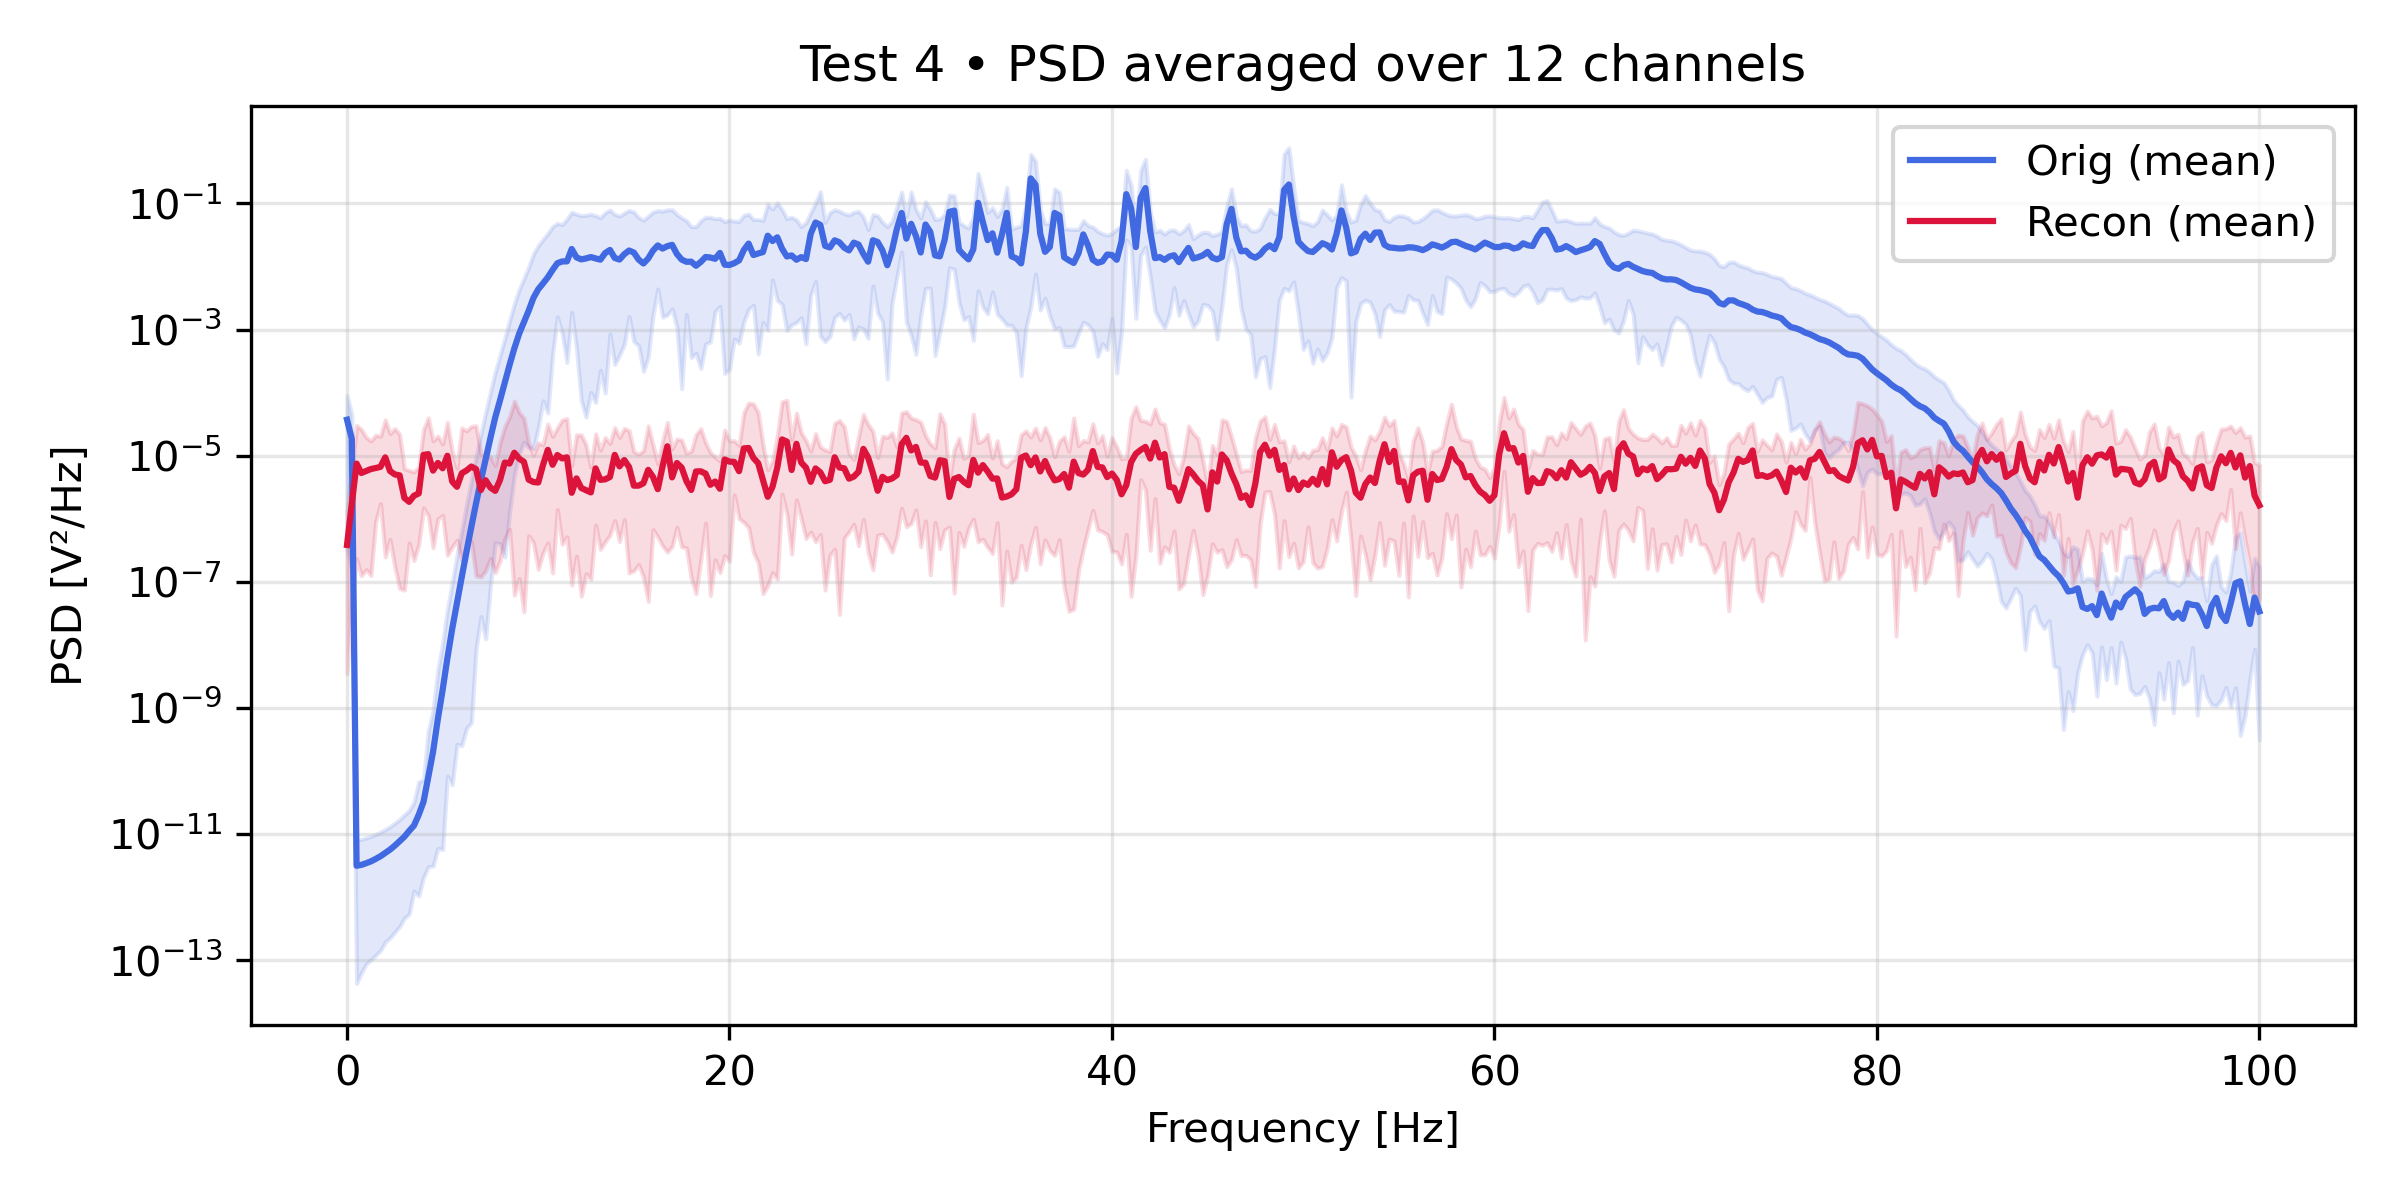 Test 4 • PSD averaged over 12 channels
Orig (mean)
Recon (mean)
PSD [V²/Hz]
10⁻¹
10⁻³
10⁻⁵
10⁻⁷
10⁻⁹
10⁻¹¹
10⁻¹³
0 20 40 60 80 100
Frequency [Hz]